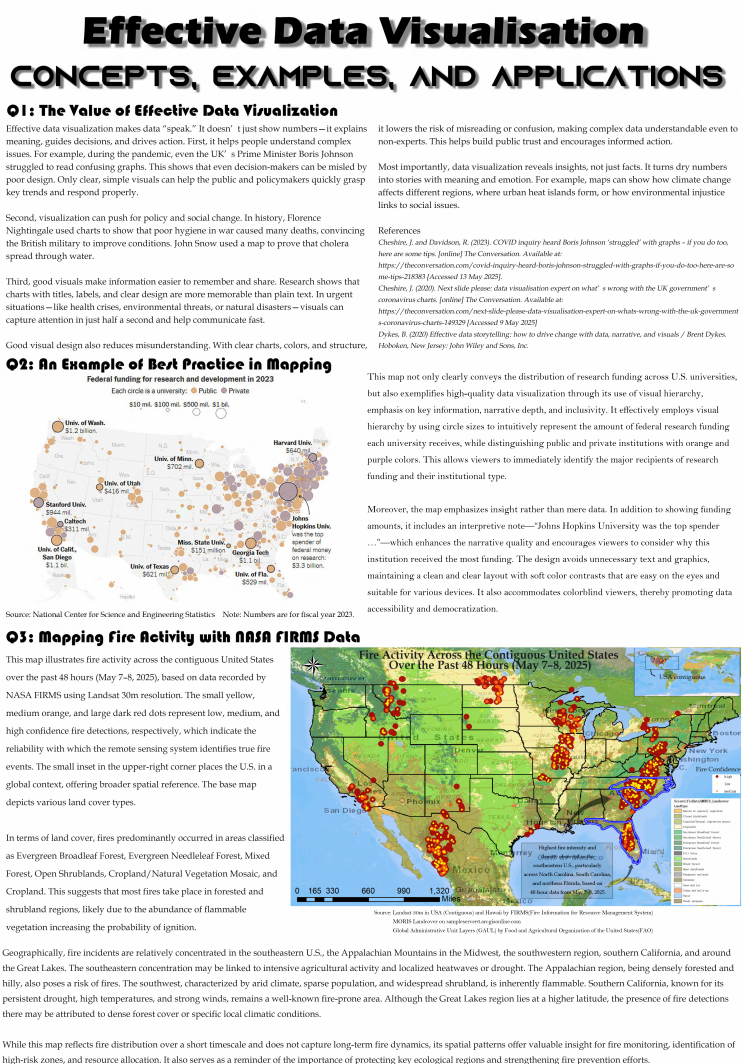 Effective Data Visualisation
CONCEPTS, EXAMPLES, AND APPLICATIONS
Q1: The Value of Effective Data Visualization
Effective data visualization makes data “speak.” It doesn’t just show numbers—it explains
meaning, guides decisions, and drives action. First, it helps people understand complex
issues. For example, during the pandemic, even the UK’s Prime Minister Boris Johnson
struggled to read confusing graphs. This shows that even decision-makers can be misled by
poor design. Only clear, simple visuals can help the public and policymakers quickly grasp
key trends and respond properly.
Second, visualization can push for policy and social change. In history, Florence
Nightingale used charts to show that poor hygiene in war caused many deaths, convincing
the British military to improve conditions. John Snow used a map to prove that cholera
spread through water.
Third, good visuals make information easier to remember and share. Research shows that
charts with titles, labels, and clear design are more memorable than plain text. In urgent
situations—like health crises, environmental threats, or natural disasters—visuals can
capture attention in just half a second and help communicate fast.
Good visual design also reduces misunderstanding. With clear charts, colors, and structure,
it lowers the risk of misreading or confusion, making complex data understandable even to
non-experts. This helps build public trust and encourages informed action.
Most importantly, data visualization reveals insights, not just facts. It turns dry numbers
into stories with meaning and emotion. For example, maps can show how climate change
affects different regions, where urban heat islands form, or how environmental injustice
links to social issues.
References
Cheshire, J. and Davidson, R. (2023). COVID inquiry heard Boris Johnson ‘struggled’ with graphs – if you do too,
here are some tips. [online] The Conversation. Available at:
https://theconversation.com/covid-inquiry-heard-boris-johnson-struggled-with-graphs-if-you-do-too-here-are-so
me-tips-218383 [Accessed 13 May 2025].
Cheshire, J. (2020). Next slide please: data visualisation expert on what’s wrong with the UK government’s
coronavirus charts. [online] The Conversation. Available at:
https://theconversation.com/next-slide-please-data-visualisation-expert-on-whats-wrong-with-the-uk-government
s-coronavirus-charts-149329 [Accessed 9 May 2025]
Dykes, B. (2020) Effective data storytelling: how to drive change with data, narrative, and visuals / Brent Dykes.
Hoboken, New Jersey: John Wiley and Sons, Inc.
Q2: An Example of Best Practice in Mapping
Federal funding for research and development in 2023
Each circle is a university: Public Private
$10 mil. $100 mil. $500 mil. $1 bil.
Univ. of Wash.
$1.2 billion.
Univ. of Minn.
$702 mil.
Harvard Univ.
$640 mil.
Univ. of Utah
$416 mil.
Stanford Univ.
$944 mil.
Caltech
$311 mil.
Univ. of Calif.,
San Diego
$1.1 bil.
Miss. State Univ.
$151 million
Univ. of Texas
$621 mil.
Georgia Tech
$1.1 bil.
Univ. of Fla.
$529 mil.
Johns
Hopkins Univ.
was the top
spender of
federal money
on research:
$3.3 billion.
Source: National Center for Science and Engineering Statistics Note: Numbers are for fiscal year 2023.
This map not only clearly conveys the distribution of research funding across U.S. universities,
but also exemplifies high-quality data visualization through its use of visual hierarchy,
emphasis on key information, narrative depth, and inclusivity. It effectively employs visual
hierarchy by using circle sizes to intuitively represent the amount of federal research funding
each university receives, while distinguishing public and private institutions with orange and
purple colors. This allows viewers to immediately identify the major recipients of research
funding and their institutional type.
Moreover, the map emphasizes insight rather than mere data. In addition to showing funding
amounts, it includes an interpretive note—“Johns Hopkins University was the top spender
…”—which enhances the narrative quality and encourages viewers to consider why this
institution received the most funding. The design avoids unnecessary text and graphics,
maintaining a clean and clear layout with soft color contrasts that are easy on the eyes and
suitable for various devices. It also accommodates colorblind viewers, thereby promoting data
accessibility and democratization.
Q3: Mapping Fire Activity with NASA FIRMS Data
This map illustrates fire activity across the contiguous United States
over the past 48 hours (May 7–8, 2025), based on data recorded by
NASA FIRMS using Landsat 30m resolution. The small yellow,
medium orange, and large dark red dots represent low, medium, and
high confidence fire detections, respectively, which indicate the
reliability with which the remote sensing system identifies true fire
events. The small inset in the upper-right corner places the U.S. in a
global context, offering broader spatial reference. The base map
depicts various land cover types.
In terms of land cover, fires predominantly occurred in areas classified
as Evergreen Broadleaf Forest, Evergreen Needleleaf Forest, Mixed
Forest, Open Shrublands, Cropland/Natural Vegetation Mosaic, and
Cropland. This suggests that most fires take place in forested and
shrubland regions, likely due to the abundance of flammable
vegetation increasing the probability of ignition.
Fire Activity Across the Contiguous United States
Over the Past 48 Hours (May 7–8, 2025)
USA contiguous
Vancouver
Montreal
Toronto
Boston
New York
Washington
Chicago
United States
Denver
San Diego
Phoenix
Houston
Monterrey
Miami
Mexico
Fire Confidence
high
low
medium
Highest fire intensity and
density observed in the
southeastern U.S., particularly
across North Carolina, South Carolina,
and northern Florida, based on
48-hour data from May 7–8, 2025.
0 165 330 660 990 1,320
Miles
Source: Landsat 30m in USA (Contiguous) and Hawaii by FIRMS(Fire Information for Resource Management System)
MORIS Landcover on sampleserver6.arcgisonline.com
Global Administrative Unit Layers (GAUL) by Food and Agricultural Organization of the United States(FAO)
Geographically, fire incidents are relatively concentrated in the southeastern U.S., the Appalachian Mountains in the Midwest, the southwestern region, southern California, and around
the Great Lakes. The southeastern concentration may be linked to intensive agricultural activity and localized heatwaves or drought. The Appalachian region, being densely forested and
hilly, also poses a risk of fires. The southwest, characterized by arid climate, sparse population, and widespread shrubland, is inherently flammable. Southern California, known for its
persistent drought, high temperatures, and strong winds, remains a well-known fire-prone area. Although the Great Lakes region lies at a higher latitude, the presence of fire detections
there may be attributed to dense forest cover or specific local climatic conditions.
While this map reflects fire distribution over a short timescale and does not capture long-term fire dynamics, its spatial patterns offer valuable insight for fire monitoring, identification of
high-risk zones, and resource allocation. It also serves as a reminder of the importance of protecting key ecological regions and strengthening fire prevention efforts.